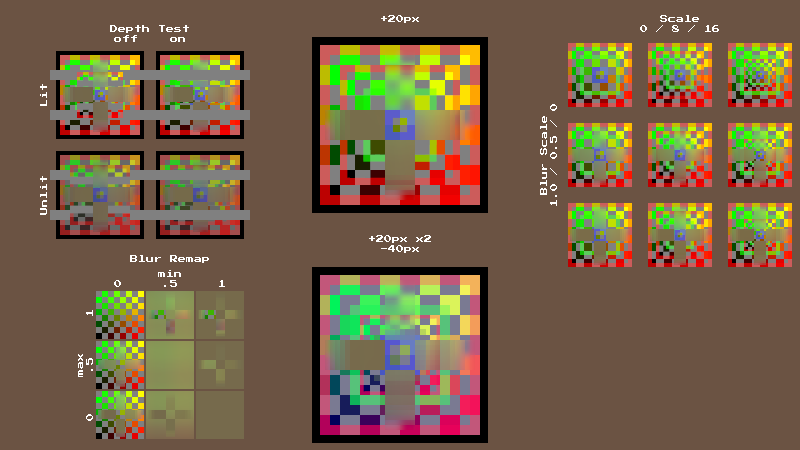 Depth Test
off on
Lit
Unlit
Blur Remap
min
0 .5 1
max
1
.5
0
+20px
+20px x2
-40px
Scale
0 / 8 / 16
Blur Scale
1.0 / 0.5 / 0